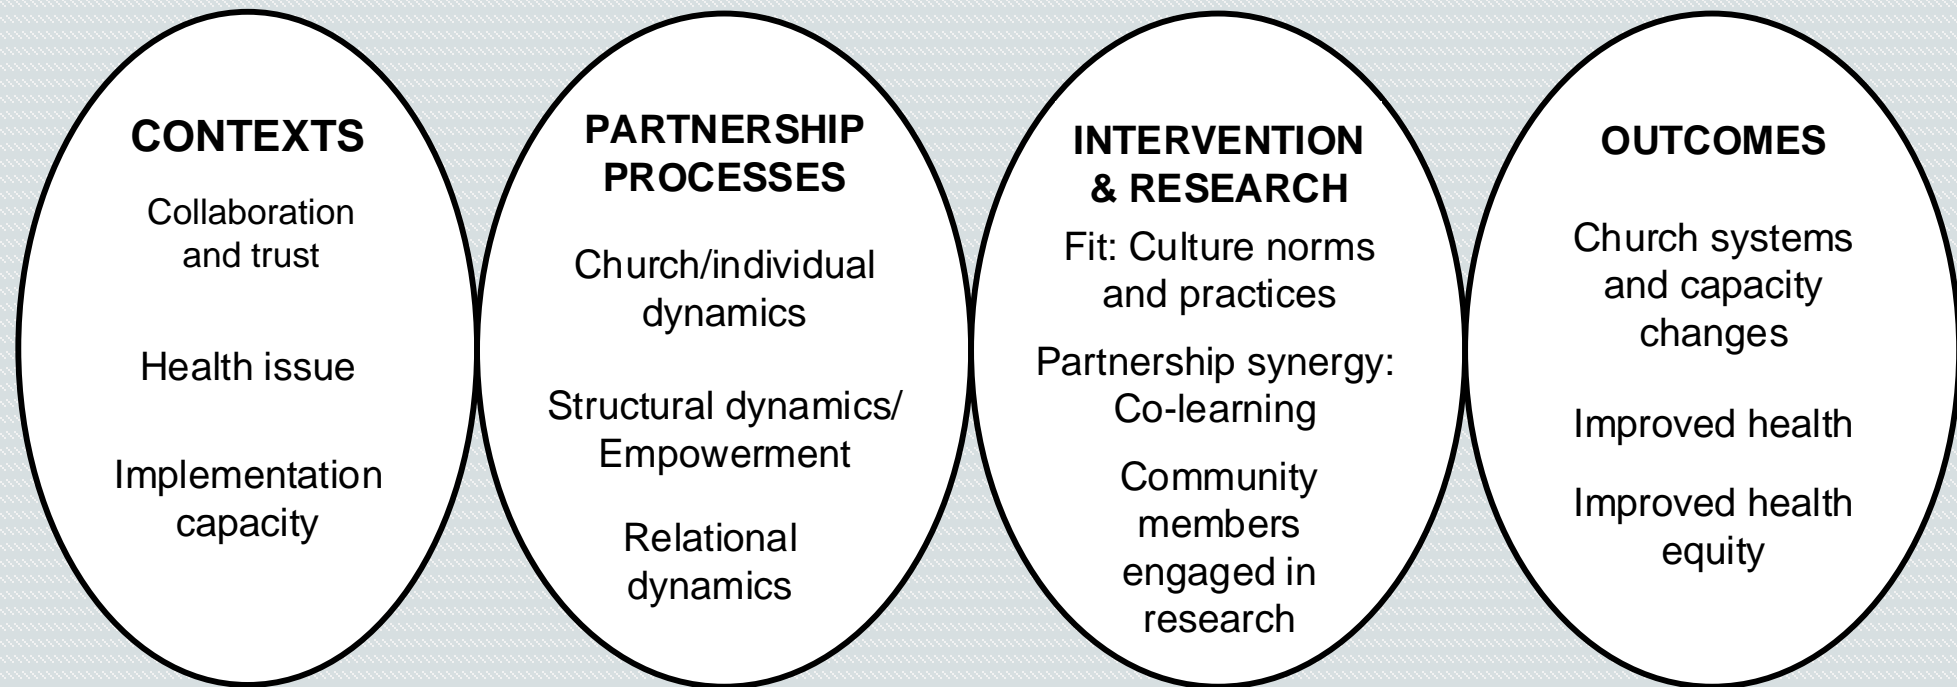 CONTEXTS
Collaboration
and trust
Health issue
Implementation
capacity
PARTNERSHIP
PROCESSES
Church/individual
dynamics
Structural dynamics/
Empowerment
Relational
dynamics
INTERVENTION
& RESEARCH
Fit: Culture norms
and practices
Partnership synergy:
Co-learning
Community
members
engaged in
research
OUTCOMES
Church systems
and capacity
changes
Improved health
Improved health
equity